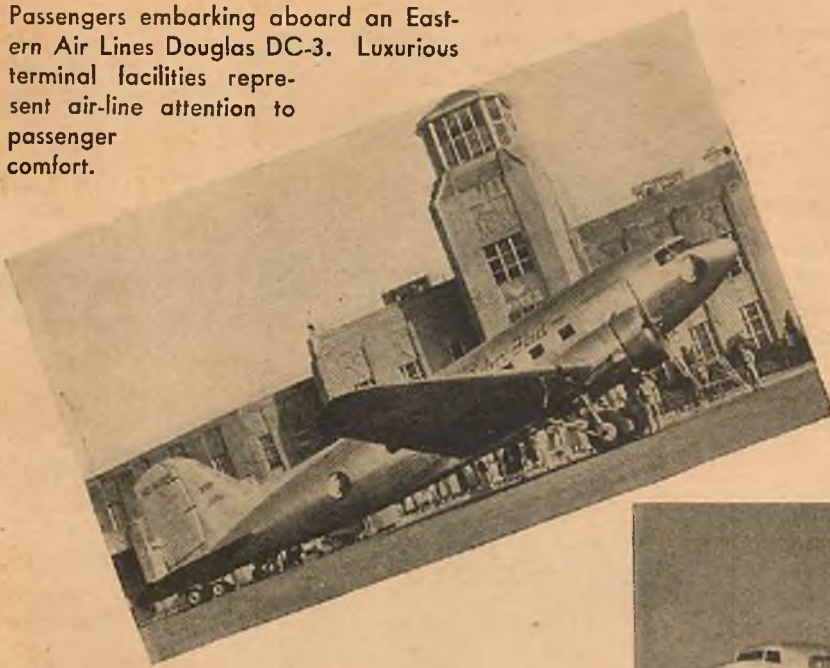 Passengers embarking aboard an East-
ern Air Lines Douglas DC-3. Luxurious
terminal facilities repre-
sent air-line attention to
passenger
comfort.